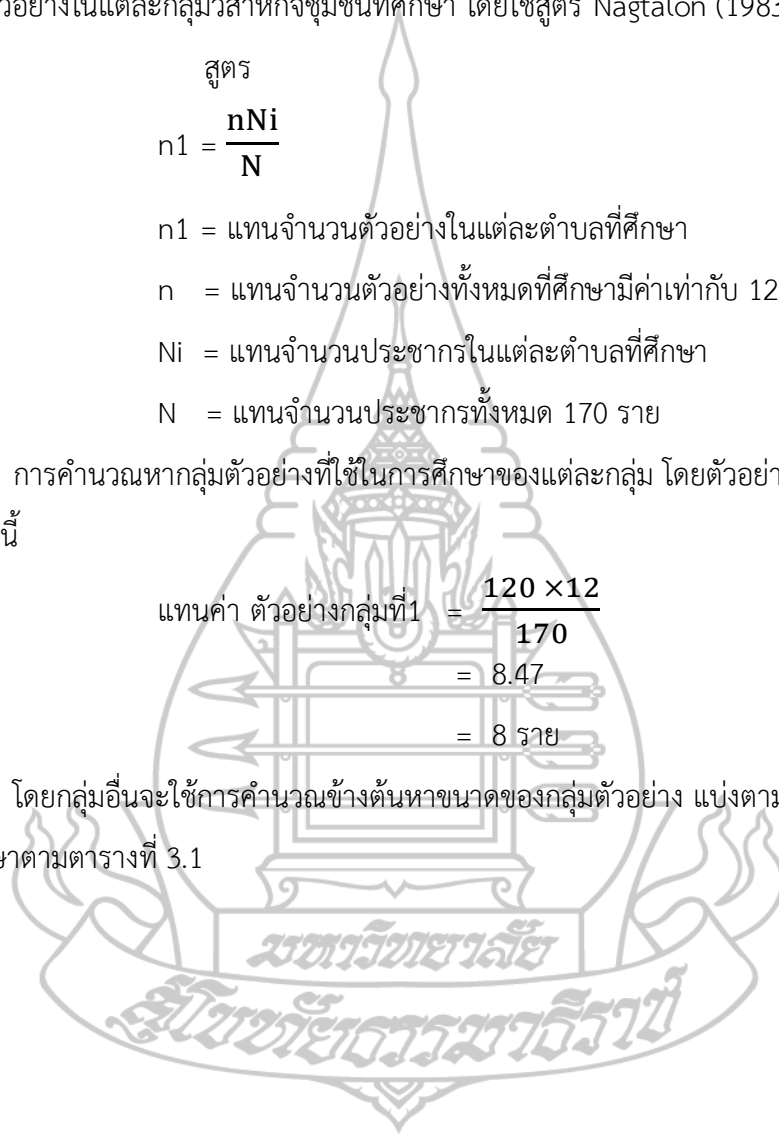 ตัวอย่างในแต่ละกลุ่มวิสาหกิจชุมชนที่ศึกษา โดยใช้สูตร Nagtalon (1983
สูตร
n1 = nNi / N
n1 = แทนจำนวนตัวอย่างในแต่ละตำบลที่ศึกษา
n = แทนจำนวนตัวอย่างทั้งหมดที่ศึกษามีค่าเท่ากับ 12
Ni = แทนจำนวนประชากรในแต่ละตำบลที่ศึกษา
N = แทนจำนวนประชากรทั้งหมด 170 ราย
การคำนวณหากลุ่มตัวอย่างที่ใช้ในการศึกษาของแต่ละกลุ่ม โดยตัวอย่า
นี้
แทนค่า ตัวอย่างกลุ่มที่1 = 120 ×12 / 170
= 8.47
= 8 ราย
โดยกลุ่มอื่นจะใช้การคำนวณข้างต้นหาขนาดของกลุ่มตัวอย่าง แบ่งตาม
ษาตามตารางที่ 3.1
มหาวิทยาลัย
สุโขทัยธรรมาธิราช